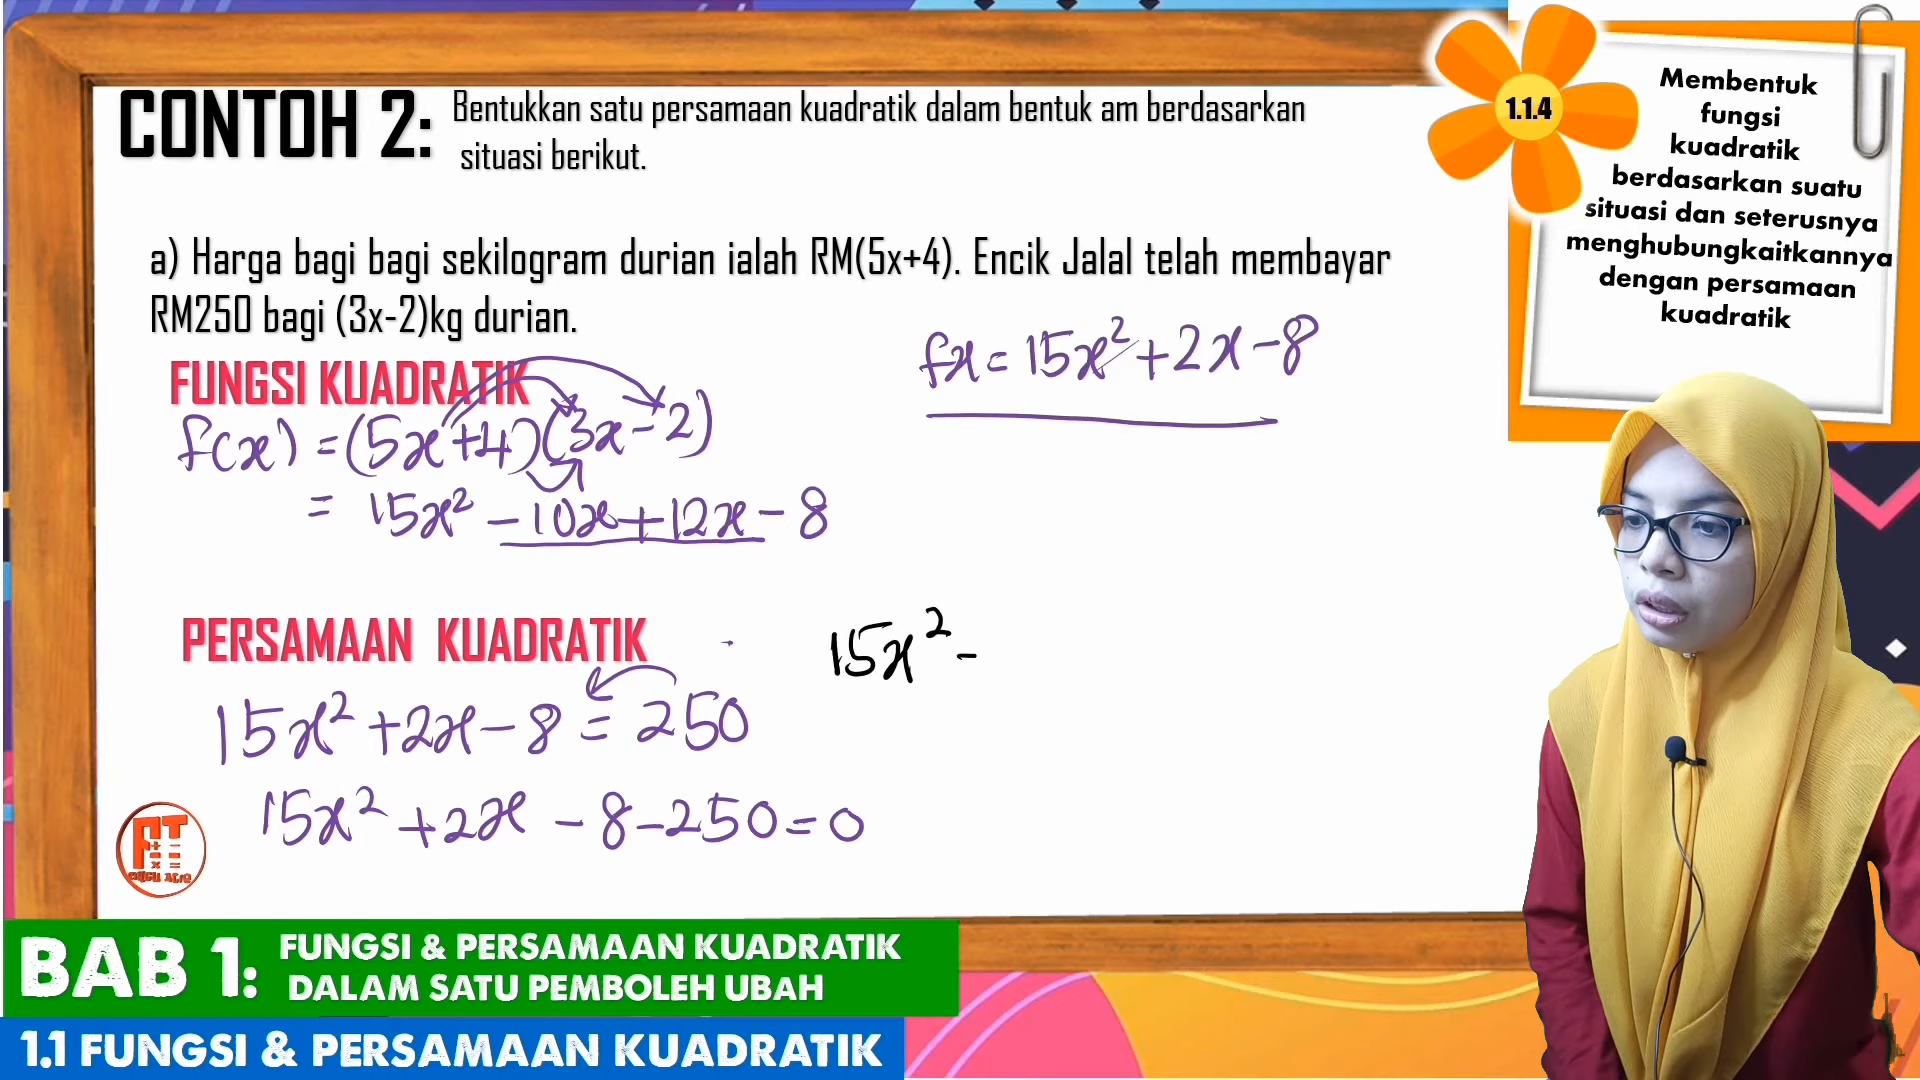 CONTOH 2: Bentukkan satu persamaan kuadratik dalam bentuk am berdasarkan
situasi berikut.
a) Harga bagi bagi sekilogram durian ialah RM(5x+4). Encik Jalal telah membayar
RM250 bagi (3x-2)kg durian.
fx = 15x² + 2x - 8
FUNGSI KUADRATIK
f(x) = (5x+4)(3x-2)
= 15x² - 10x + 12x - 8
PERSAMAAN KUADRATIK
15x² + 2x - 8 = 250
15x² + 2x - 8 - 250 = 0
15x² -
1.1.4
Membentuk
fungsi
kuadratik
berdasarkan suatu
situasi dan seterusnya
menghubungkaitkannya
dengan persamaan
kuadratik
FT
BAB 1: FUNGSI & PERSAMAAN KUADRATIK
DALAM SATU PEMBOLEH UBAH
1.1 FUNGSI & PERSAMAAN KUADRATIK